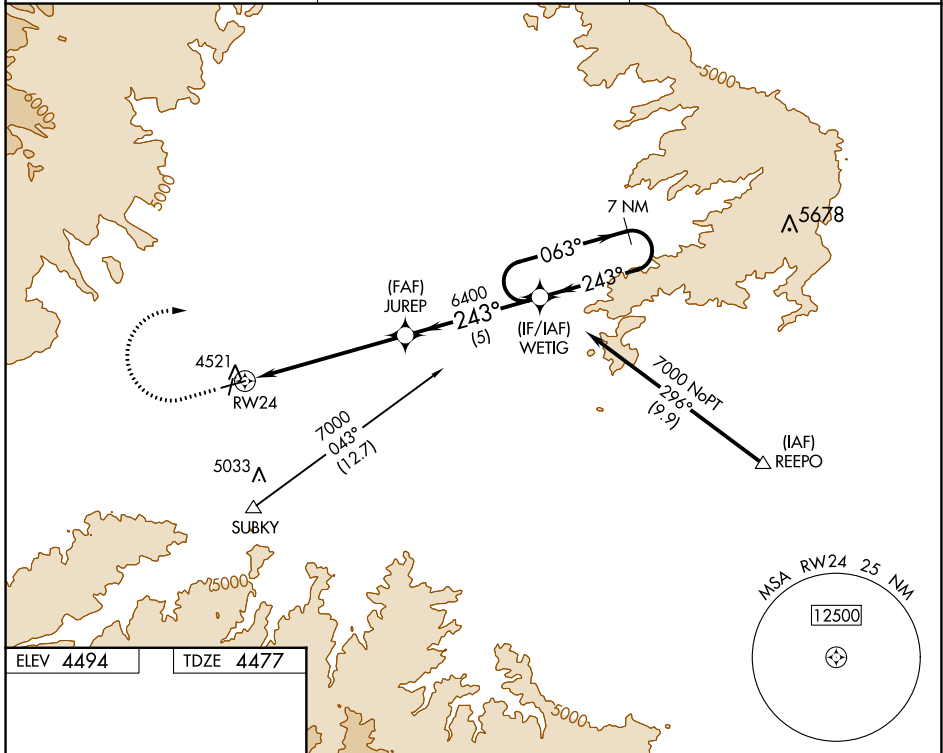 5000
6000
5000
7 NM
5678
063°
243°
(FAF)
JUREP
6400
243°
(5)
(IF/IAF)
WETIG
4521
RW24
7000 NoPT
296°
(9.9)
7000
043°
(12.7)
(IAF)
REEPO
5033
SUBKY
MSA RW24 25 NM
12500
5000
ELEV 4494
TDZE 4477
5000